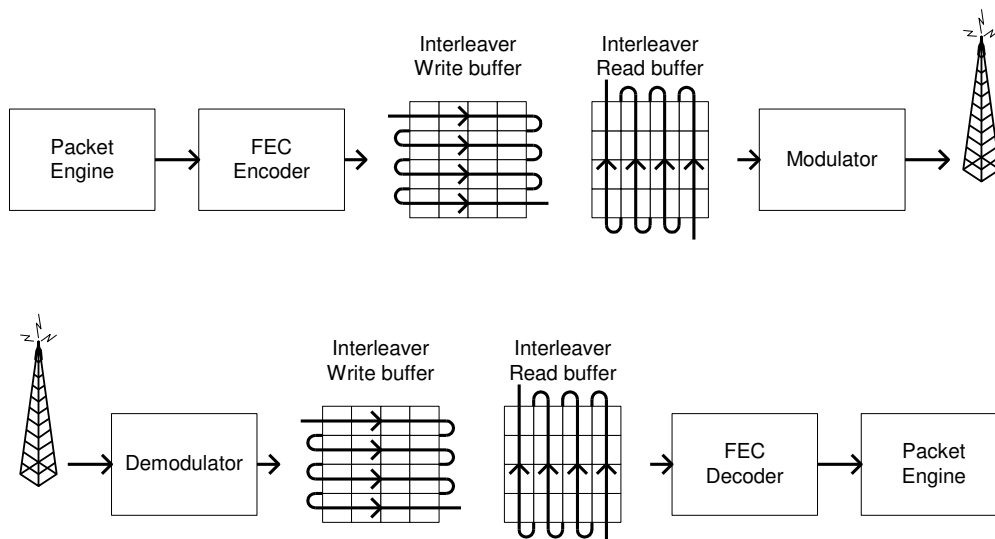 Interleaver
Write buffer
Interleaver
Read buffer
Packet
Engine
FEC
Encoder
Modulator
Interleaver
Write buffer
Interleaver
Read buffer
Demodulator
FEC
Decoder
Packet
Engine